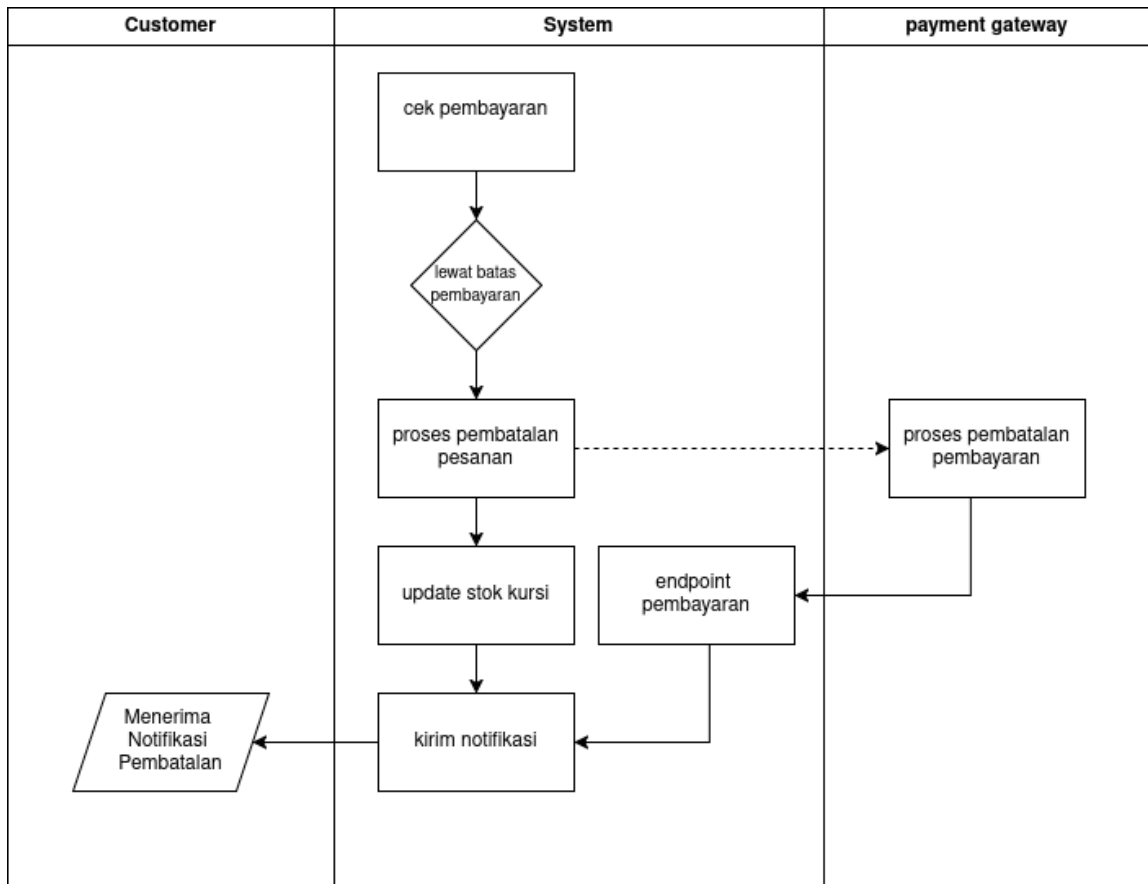 Customer
System
payment gateway
cek pembayaran
lewat batas
pembayaran
proses pembatalan
pesanan
proses pembatalan
pembayaran
update stok kursi
endpoint
pembayaran
Menerima
Notifikasi
Pembatalan
kirim notifikasi